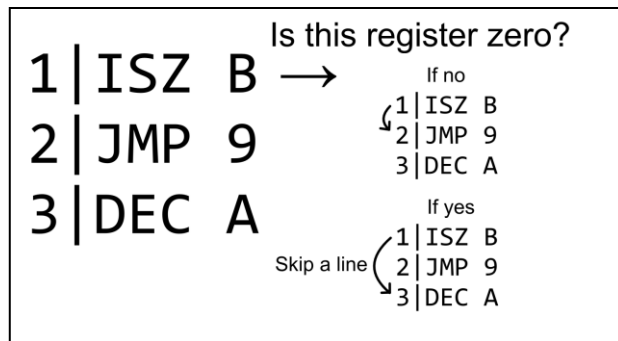 Is this register zero?
1|ISZ B
2|JMP 9
3|DEC A
If no
1|ISZ B
2|JMP 9
3|DEC A
If yes
Skip a line
1|ISZ B
2|JMP 9
3|DEC A